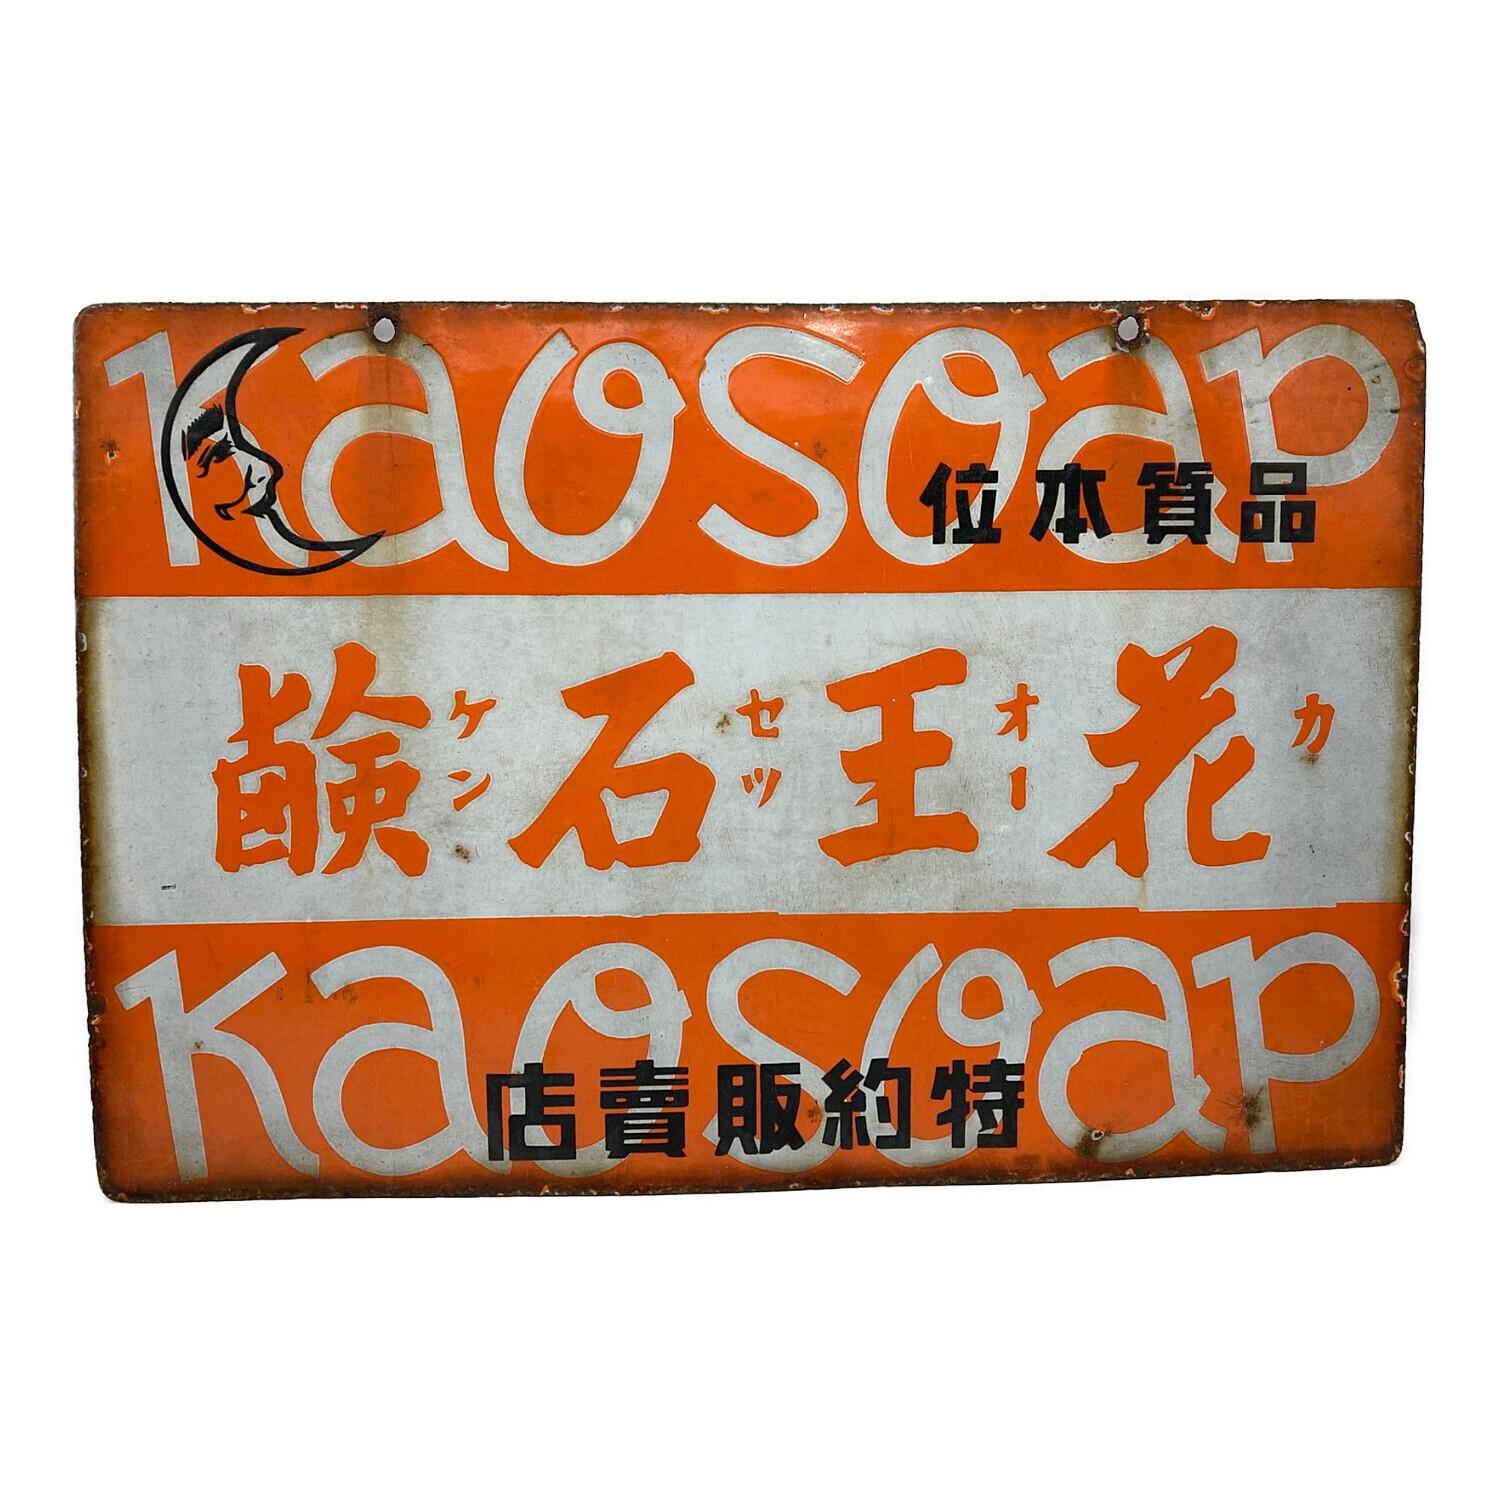 kaosoap
品質本位
花王石鹸
カオーセツケン
kaosoap
特約販賣店